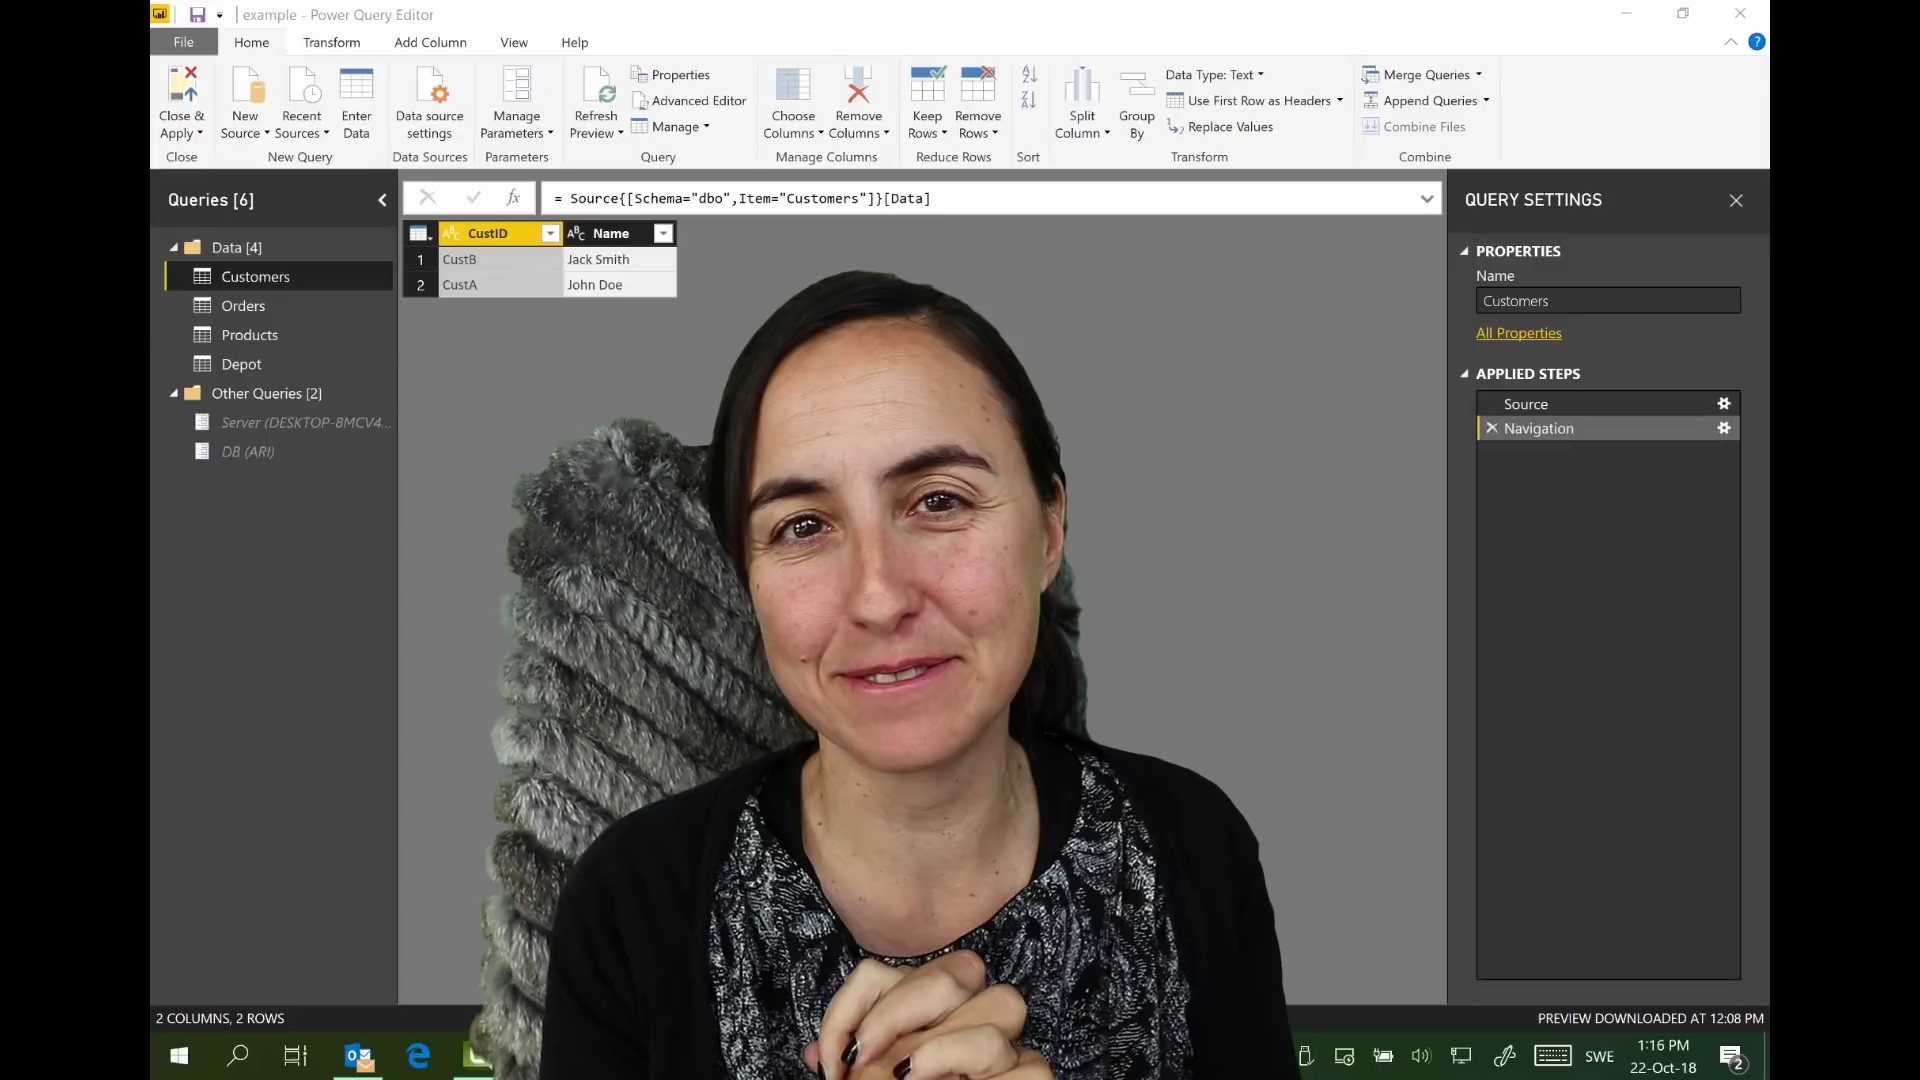 example - Power Query Editor
File Home Transform Add Column View Help
Close & Apply
New Source
Recent Sources
Enter Data
Data source settings
Manage Parameters
Refresh Preview
Properties
Advanced Editor
Manage
Choose Columns
Remove Columns
Keep Rows
Remove Rows
Split Column
Group By
Data Type: Text
Use First Row as Headers
Replace Values
Merge Queries
Append Queries
Combine Files
Close
New Query
Data Sources
Parameters
Query
Manage Columns
Reduce Rows
Sort
Transform
Combine
Queries [6]
Data [4]
Customers
Orders
Products
Depot
Other Queries [2]
Server (DESKTOP-8MCV4...
DB (ARI)
fx = Source{[Schema="dbo",Item="Customers"]}[Data]
ABC CustID ABC Name
1 CustB Jack Smith
2 CustA John Doe
QUERY SETTINGS
PROPERTIES
Name
Customers
All Properties
APPLIED STEPS
Source
Navigation
2 COLUMNS, 2 ROWS
PREVIEW DOWNLOADED AT 12:08 PM
SWE
1:16 PM
22-Oct-18
2